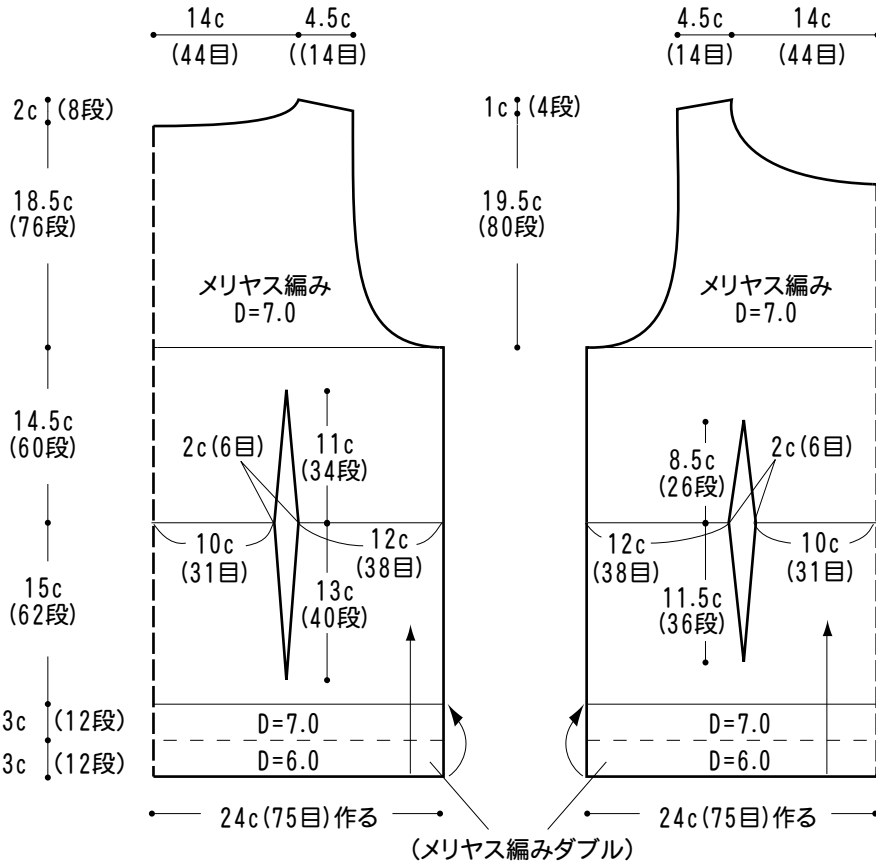 14c
(44目)
4.5c
((14目)
2c (8段)
18.5c
(76段)
メリヤス編み
D=7.0
14.5c
(60段)
2c(6目)
11c
(34段)
10c
(31目)
12c
(38目)
13c
(40段)
15c
(62段)
3c (12段)
D=7.0
3c (12段)
D=6.0
24c(75目)作る
4.5c
(14目)
14c
(44目)
1c (4段)
19.5c
(80段)
メリヤス編み
D=7.0
8.5c
(26段)
2c(6目)
12c
(38目)
10c
(31目)
11.5c
(36段)
D=7.0
D=6.0
24c(75目)作る
(メリヤス編みダブル)